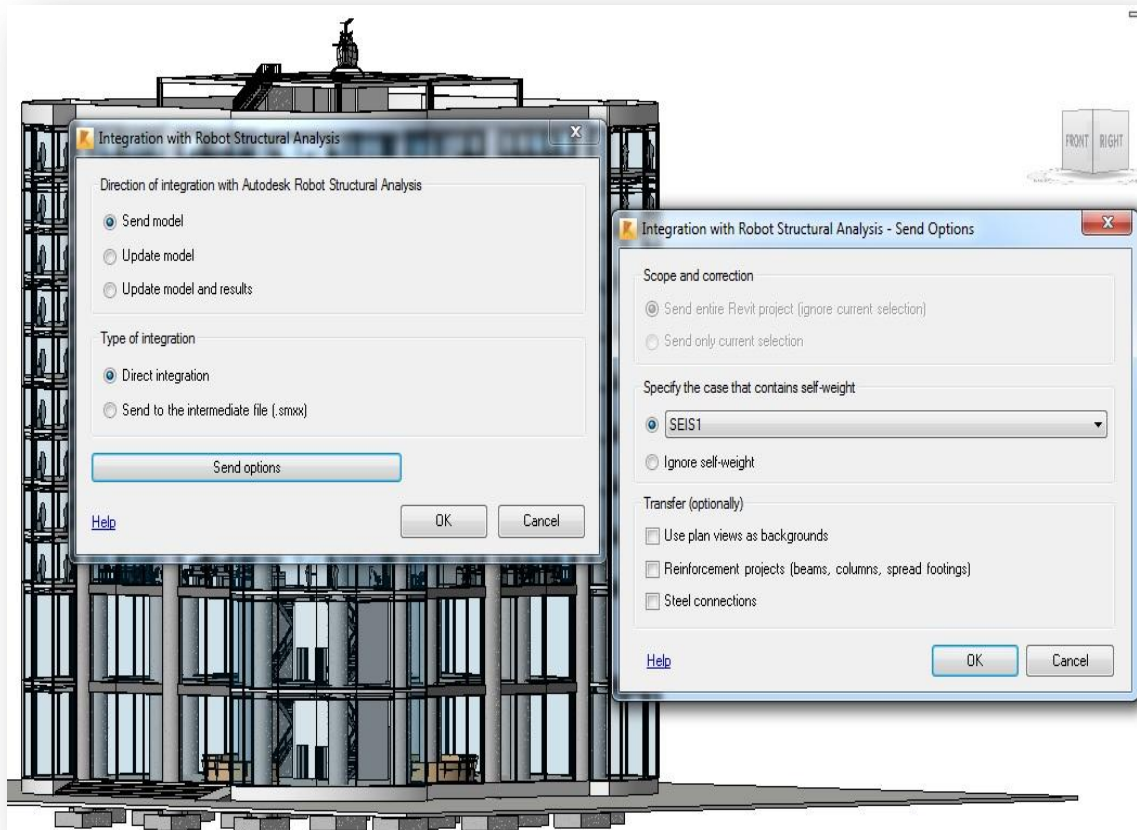 Integration with Robot Structural Analysis
Direction of integration with Autodesk Robot Structural Analysis
Send model
Update model
Update model and results
Type of integration
Direct integration
Send to the intermediate file (.smxx)
Send options
Help
OK
Cancel
FRONT
RIGHT
Integration with Robot Structural Analysis - Send Options
Scope and correction
Send entire Revit project (ignore current selection)
Send only current selection
Specify the case that contains self-weight
SEIS1
Ignore self-weight
Transfer (optionally)
Use plan views as backgrounds
Reinforcement projects (beams, columns, spread footings)
Steel connections
Help
OK
Cancel